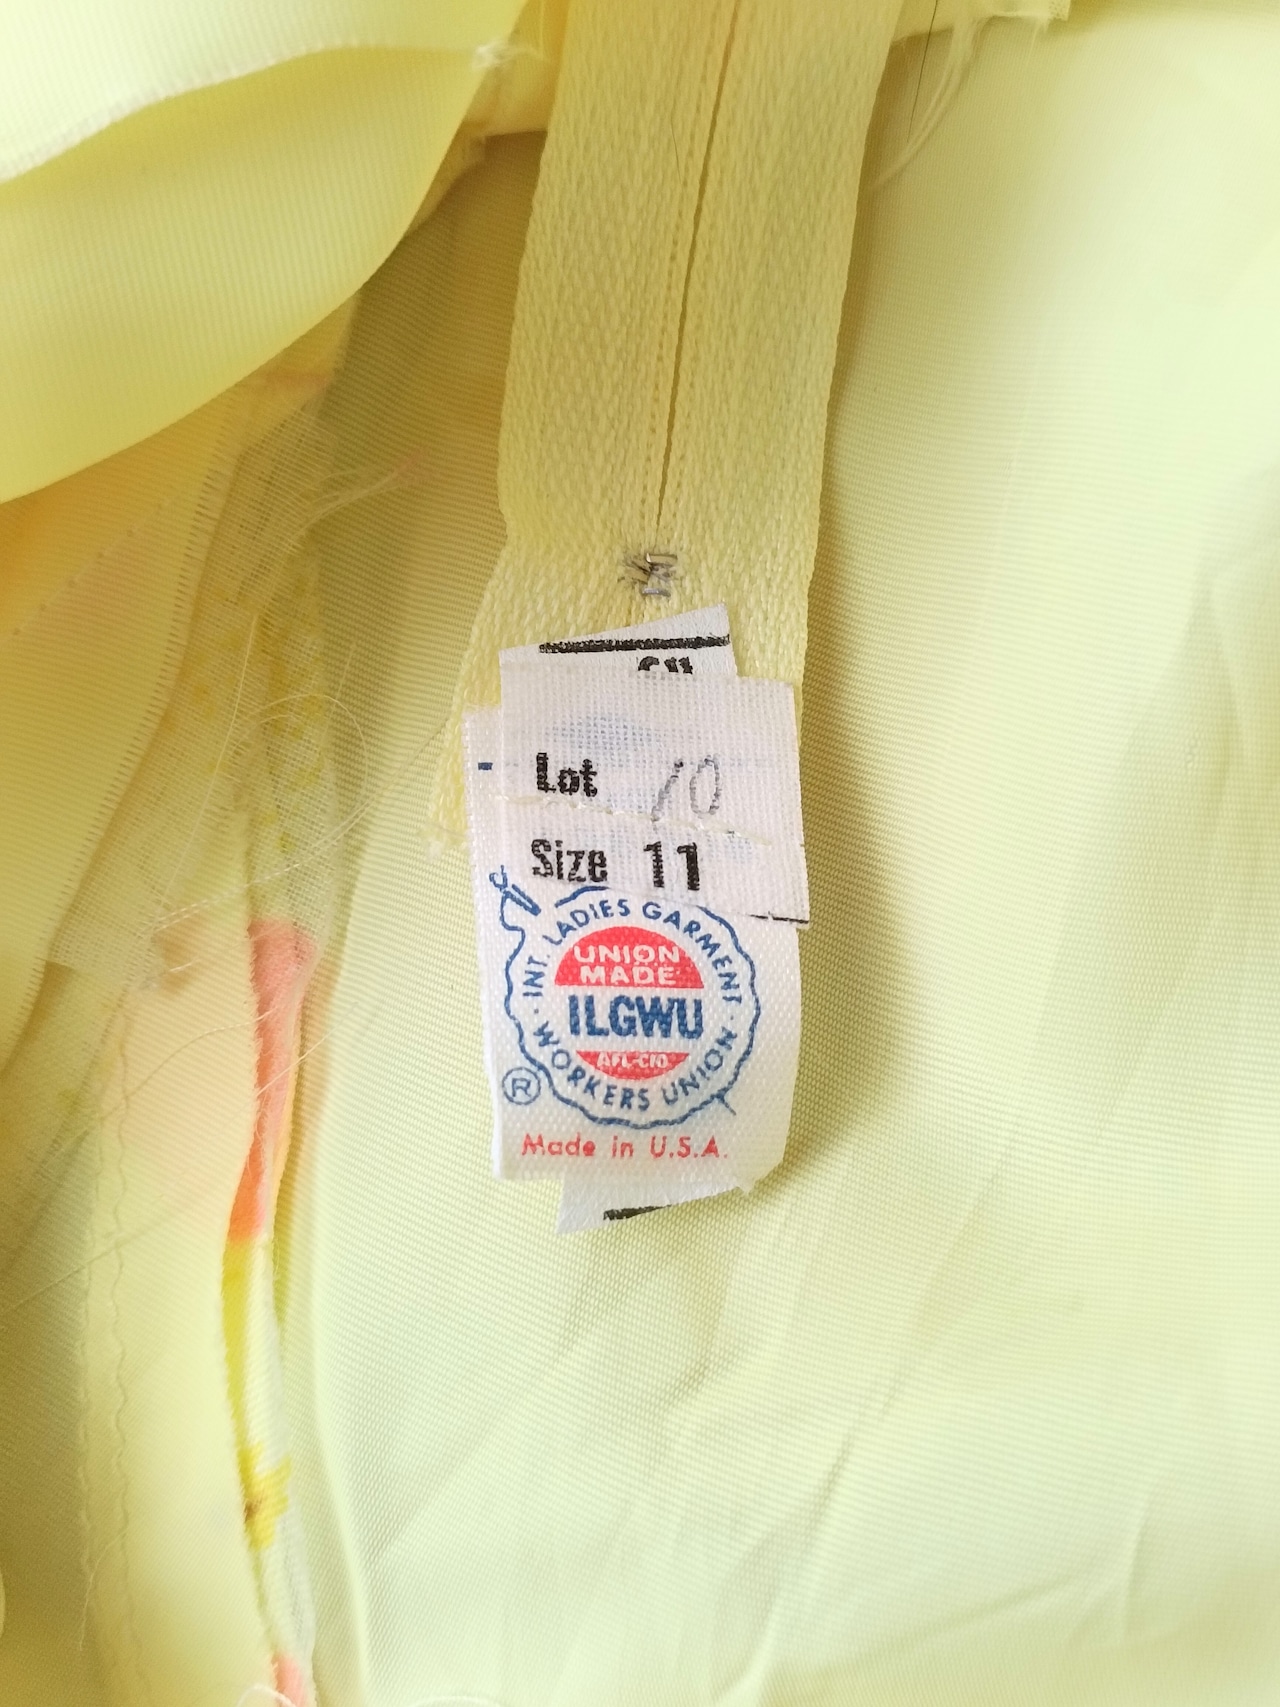 Lot 10
Size 11
INT. LADIES GARMENT
UNION
MADE
ILGWU
AFL-CIO
WORKERS UNION
®
Made in U.S.A.